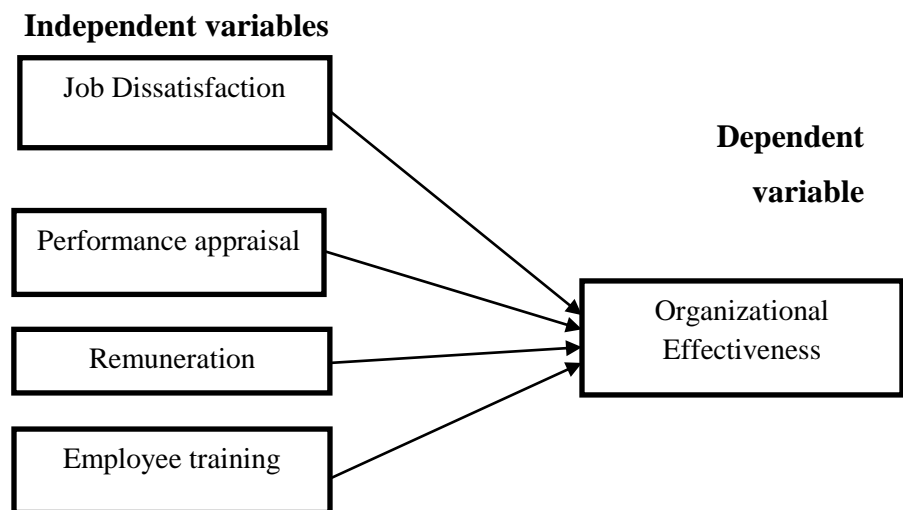 Independent variables
Job Dissatisfaction
Dependent
variable
Performance appraisal
Organizational
Effectiveness
Remuneration
Employee training